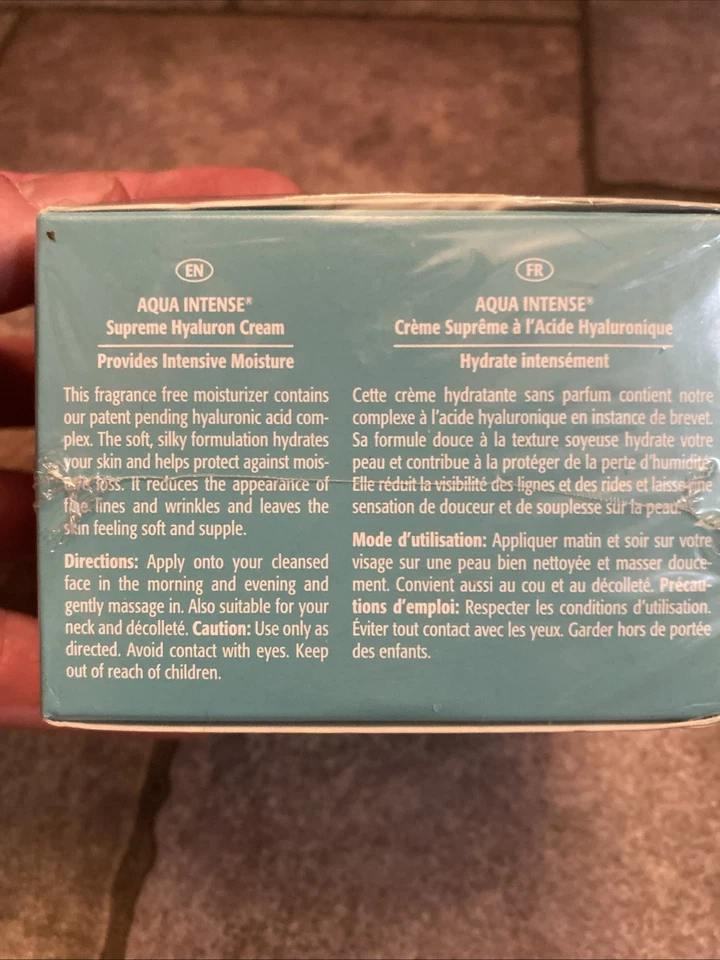 EN
AQUA INTENSE®
Supreme Hyaluron Cream
Provides Intensive Moisture
This fragrance free moisturizer contains
our patent pending hyaluronic acid com-
plex. The soft, silky formulation hydrates
your skin and helps protect against mois-
loss. It reduces the appearance of
fine lines and wrinkles and leaves the
skin feeling soft and supple.
Directions: Apply onto your cleansed
face in the morning and evening and
gently massage in. Also suitable for your
neck and décolleté. Caution: Use only as
directed. Avoid contact with eyes. Keep
out of reach of children.
FR
AQUA INTENSE®
Crème Suprême à l'Acide Hyaluronique
Hydrate intensément
Cette crème hydratante sans parfum contient notre
complexe à l'acide hyaluronique en instance de brevet.
Sa formule douce à la texture soyeuse hydrate votre
peau et contribue à la protéger de la perte d'humidité.
Elle réduit la visibilité des lignes et des rides et laisse une
sensation de douceur et de souplesse sur la peau.
Mode d'utilisation: Appliquer matin et soir sur votre
visage sur une peau bien nettoyée et masser douce-
ment. Convient aussi au cou et au décolleté. Précau-
tions d'emploi: Respecter les conditions d'utilisation.
Éviter tout contact avec les yeux. Garder hors de portée
des enfants.